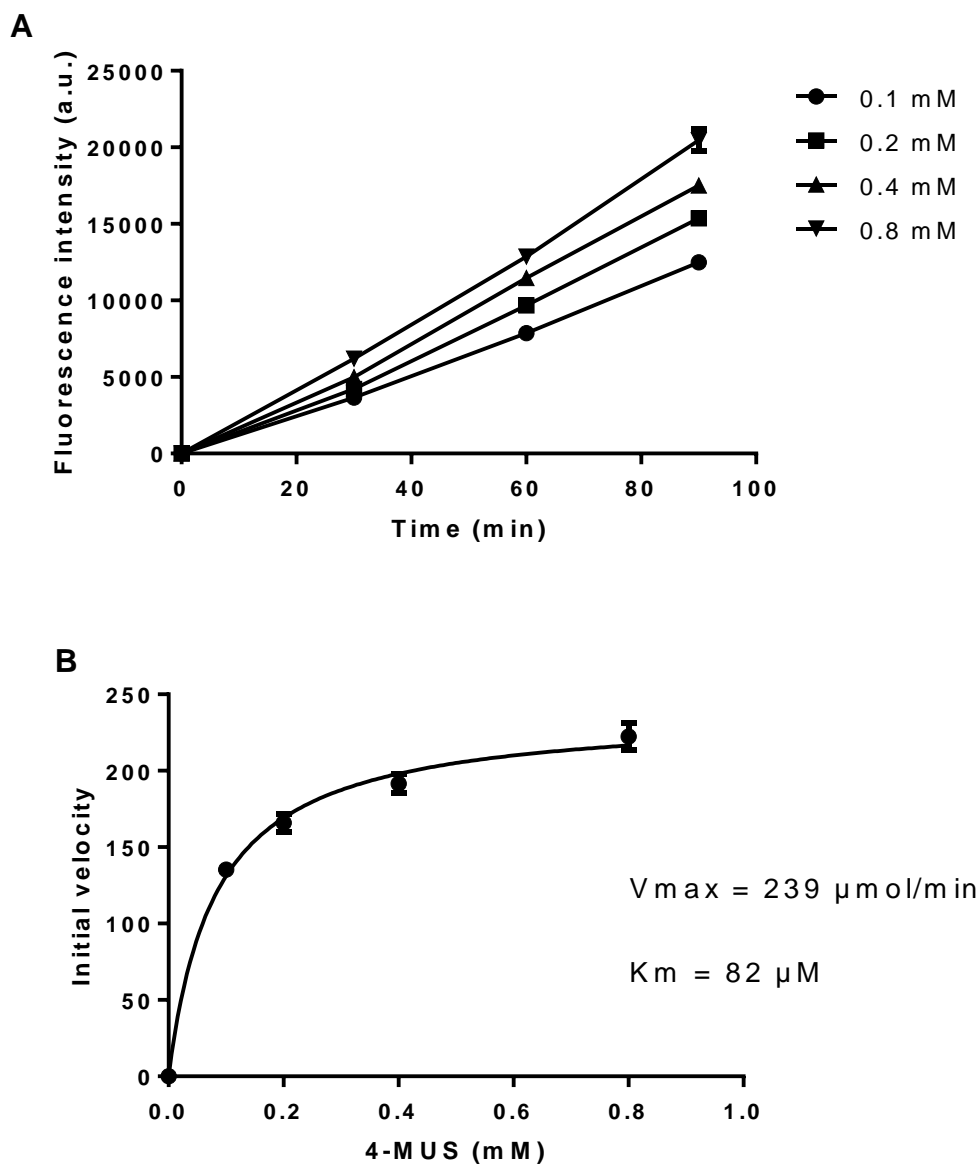 A
Fluorescence intensity (a.u.)
25000
20000
15000
10000
5000
0
0 20 40 60 80 100
Time (min)
0.1 mM
0.2 mM
0.4 mM
0.8 mM
B
Initial velocity
250
200
150
100
50
0
0.0 0.2 0.4 0.6 0.8 1.0
4-MUS (mM)
Vmax = 239 µmol/min
Km = 82 µM